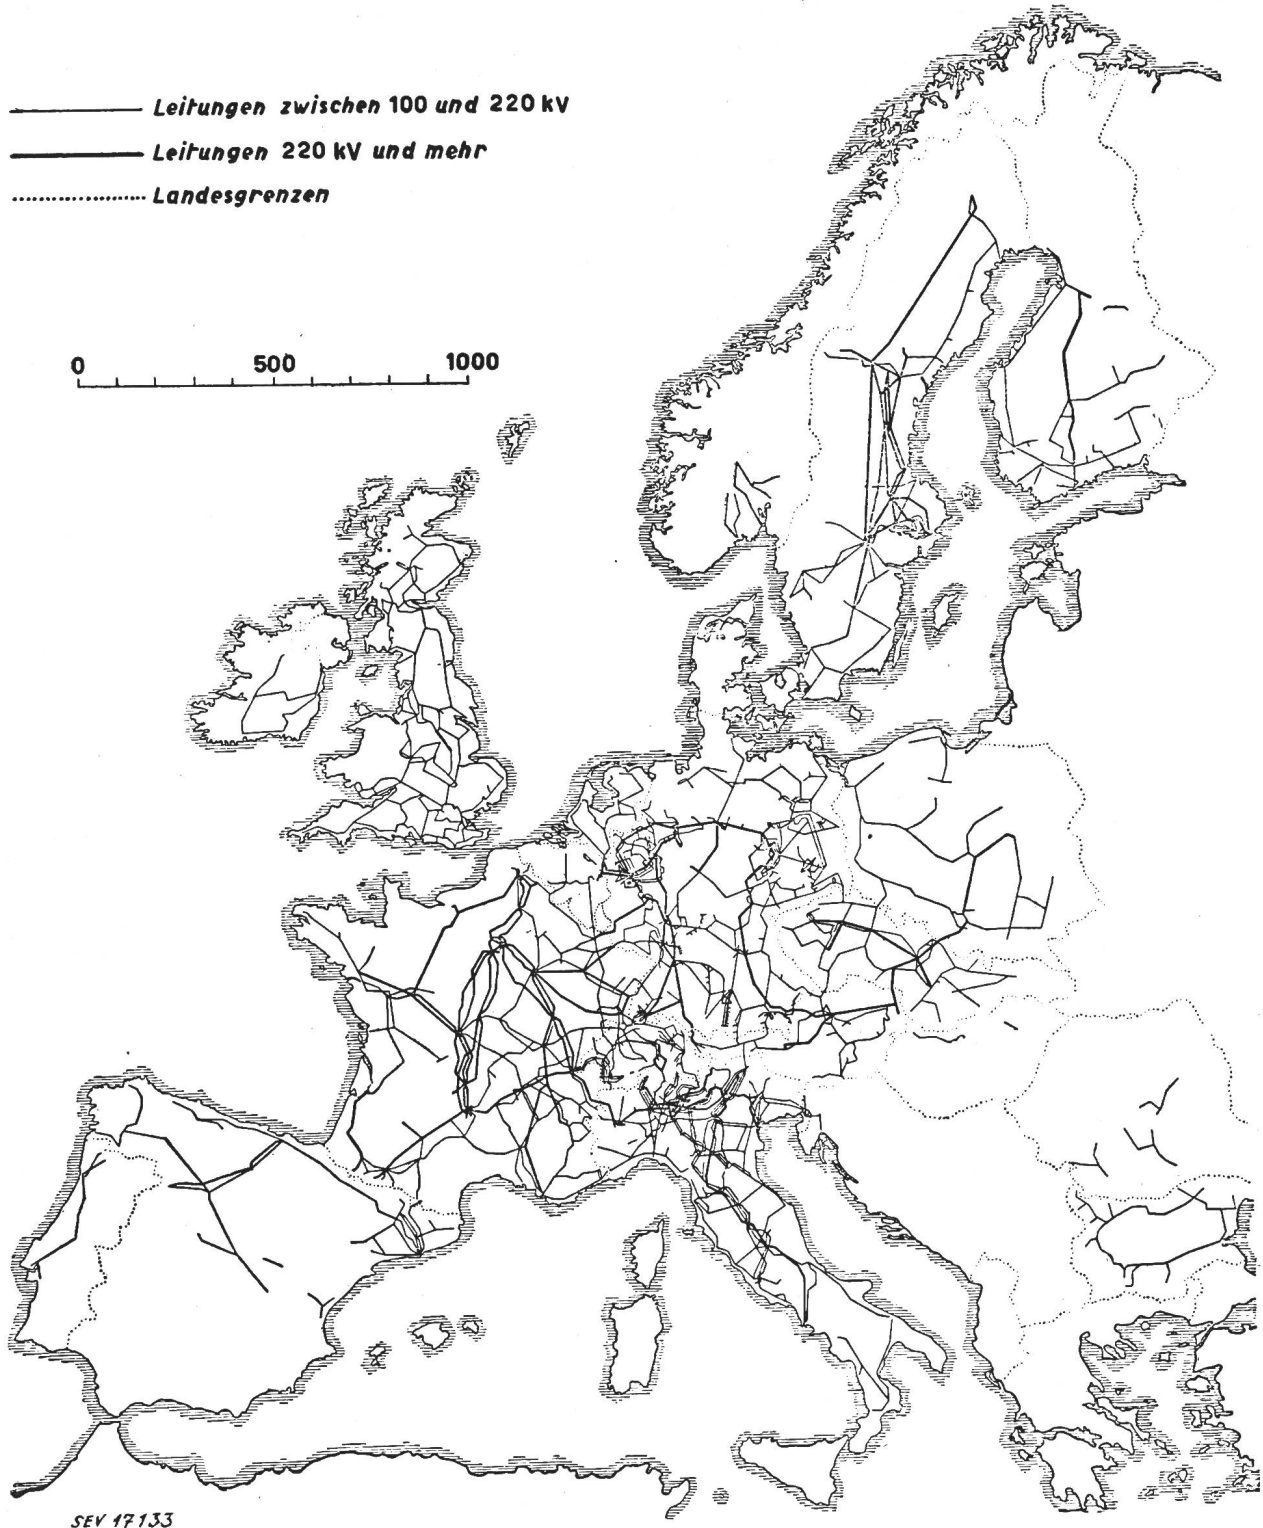 Leitungen zwischen 100 und 220 kV
Leitungen 220 kV und mehr
Landesgrenzen
0 500 1000
SEV 17133